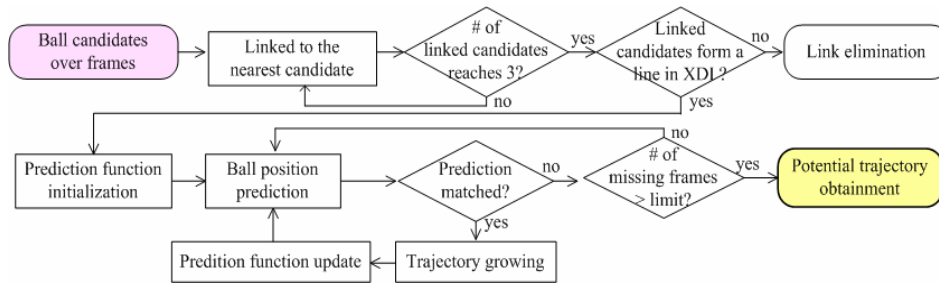 Ball candidates
over frames
Linked to the
nearest candidate
# of
linked candidates
reaches 3?
yes
no
Linked
candidates form a
line in XDI?
no
yes
Link elimination
Prediction function
initialization
Ball position
prediction
Prediction
matched?
no
yes
# of
missing frames
> limit?
no
yes
Potential trajectory
obtainment
Predition function update
Trajectory growing